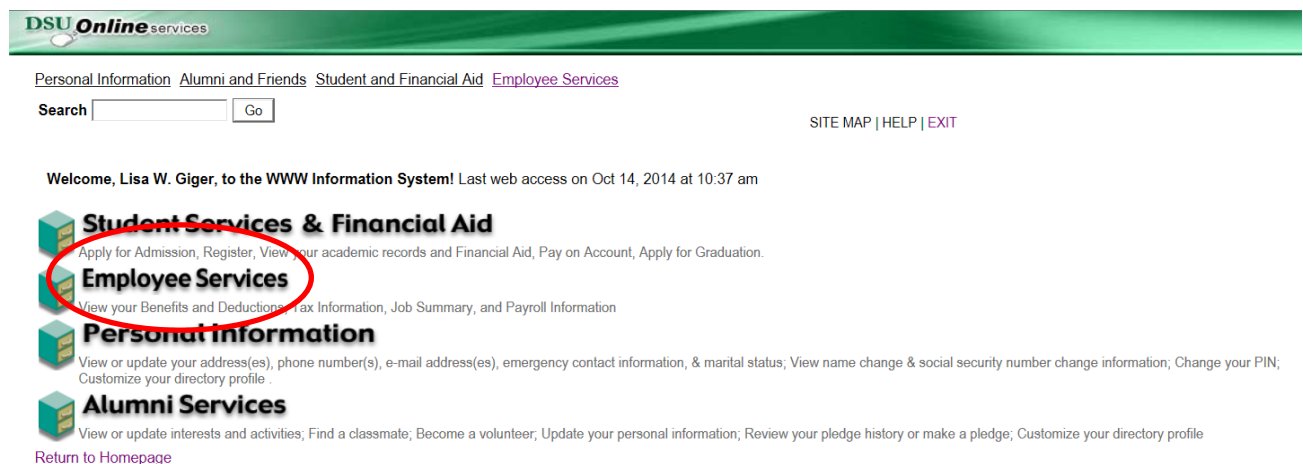 DSU Online services
Personal Information Alumni and Friends Student and Financial Aid Employee Services
Search Go
SITE MAP | HELP | EXIT
Welcome, Lisa W. Giger, to the WWW Information System! Last web access on Oct 14, 2014 at 10:37 am
Student Services & Financial Aid
Apply for Admission, Register, View your academic records and Financial Aid, Pay on Account, Apply for Graduation.
Employee Services
View your Benefits and Deductions, Tax Information, Job Summary, and Payroll Information
Personal Information
View or update your address(es), phone number(s), e-mail address(es), emergency contact information, & marital status; View name change & social security number change information; Change your PIN;
Customize your directory profile .
Alumni Services
View or update interests and activities; Find a classmate; Become a volunteer; Update your personal information; Review your pledge history or make a pledge; Customize your directory profile
Return to Homepage